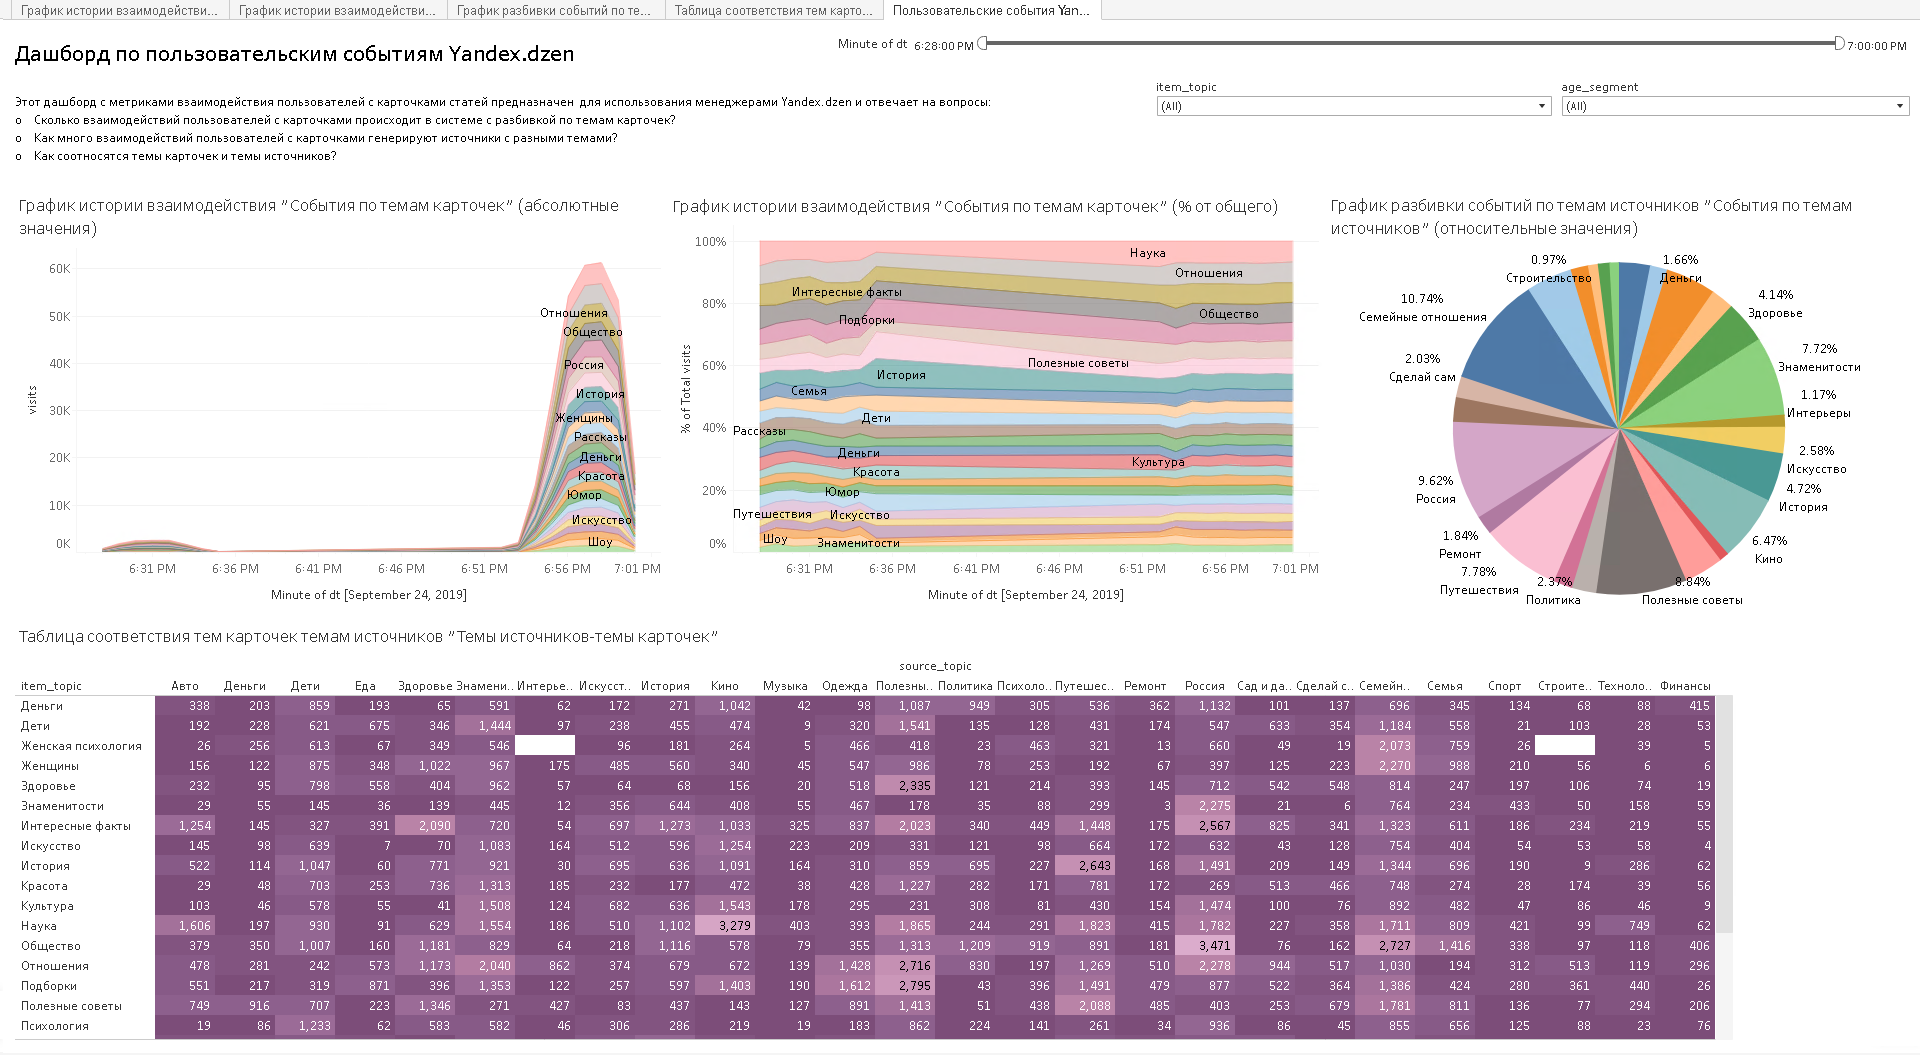 График истории взаимодействи...
График истории взаимодействи...
График разбивки событий по те...
Таблица соответствия тем карто...
Пользовательские события Yan...
Дашборд по пользовательским событиям Yandex.dzen
Minute of dt 6:28:00 PM 7:00:00 PM
item_topic
age_segment
(All)
(All)
Этот дашборд с метриками взаимодействия пользователей с карточками статей предназначен для использования менеджерами Yandex.dzen и отвечает на вопросы:
o Сколько взаимодействий пользователей с карточками происходит в системе с разбивкой по темам карточек?
o Как много взаимодействий пользователей с карточками генерируют источники с разными темами?
o Как соотносятся темы карточек и темы источников?
График истории взаимодействия "События по темам карточек" (абсолютные
значения)
60K
50K
40K
30K
20K
10K
0K
visits
Отношения
Общество
Россия
История
Женщины
Рассказы
Деньги
Красота
Юмор
Искусство
Шоу
6:31 PM 6:36 PM 6:41 PM 6:46 PM 6:51 PM 6:56 PM 7:01 PM
Minute of dt [September 24, 2019]
График истории взаимодействия "События по темам карточек" (% от общего)
100%
80%
60%
40%
20%
0%
% of Total visits
Наука
Отношения
Интересные факты
Общество
Подборки
Полезные советы
История
Семья
Дети
Рассказы
Деньги
Культура
Красота
Юмор
Путешествия
Искусство
Шоу
Знаменитости
6:31 PM 6:36 PM 6:41 PM 6:46 PM 6:51 PM 6:56 PM 7:01 PM
Minute of dt [September 24, 2019]
График разбивки событий по темам источников "События по темам
источников" (относительные значения)
0.97%
Строительство
1.66%
Деньги
10.74%
Семейные отношения
4.14%
Здоровье
2.03%
Сделай сам
7.72%
Знаменитости
1.17%
Интерьеры
2.58%
Искусство
9.62%
Россия
4.72%
История
1.84%
Ремонт
6.47%
Кино
7.78%
Путешествия
2.37%
Политика
8.84%
Полезные советы
Таблица соответствия тем карточек темам источников "Темы источников-темы карточек"
source_topic
item_topic Авто Деньги Дети Еда Здоровье Знамени.. Интерье.. Искусст.. История Кино Музыка Одежда Полезны.. Политика Психоло.. Путешес.. Ремонт Россия Сад и да.. Сделай с.. Семейн.. Семья Спорт Строите.. Техноло.. Финансы
Деньги 338 203 859 193 65 591 62 172 271 1,042 42 98 1,087 949 305 536 362 1,132 101 137 696 345 134 68 88 415
Дети 192 228 621 675 346 1,444 97 238 455 474 9 320 1,541 135 128 431 174 547 633 354 1,184 558 21 103 28 53
Женская психология 26 256 613 67 349 546 96 181 264 5 466 418 23 463 321 13 660 49 19 2,073 759 26 39 5
Женщины 156 122 875 348 1,022 967 175 485 560 340 45 547 986 78 253 192 67 397 125 223 2,270 988 210 56 6 6
Здоровье 232 95 798 558 404 962 57 64 68 156 20 518 2,335 121 214 393 145 712 542 548 814 247 197 106 74 19
Знаменитости 29 55 145 36 139 445 12 356 644 408 55 467 178 35 88 299 3 2,275 21 6 764 234 433 50 158 59
Интересные факты 1,254 145 327 391 2,090 720 54 697 1,273 1,033 325 837 2,023 340 449 1,448 175 2,567 825 341 1,323 611 186 234 219 55
Искусство 145 98 639 7 70 1,083 164 512 596 1,254 223 209 331 121 98 664 172 632 43 128 754 404 54 53 58 4
История 522 114 1,047 60 771 921 30 695 636 1,091 164 310 859 695 227 2,643 168 1,491 209 149 1,344 696 190 9 286 62
Красота 29 48 703 253 736 1,313 185 232 177 472 38 428 1,227 282 171 781 172 269 513 466 748 274 28 174 39 56
Культура 103 46 578 55 41 1,508 124 682 636 1,543 178 295 231 308 81 430 154 1,474 100 76 892 482 47 86 46 9
Наука 1,606 197 930 91 629 1,554 186 510 1,102 3,279 403 393 1,865 244 291 1,823 415 1,782 227 358 1,711 809 421 99 749 62
Общество 379 350 1,007 160 1,181 829 64 218 1,116 578 79 355 1,313 1,209 919 891 181 3,471 76 162 2,727 1,416 338 97 118 406
Отношения 478 281 242 573 1,173 2,040 862 374 679 672 139 1,428 2,716 830 197 1,269 510 2,278 944 517 1,030 194 312 513 119 296
Подборки 551 217 319 871 396 1,353 122 257 597 1,403 190 1,612 2,795 43 396 1,491 479 877 522 364 1,386 424 280 361 440 26
Полезные советы 749 916 707 223 1,346 271 427 83 437 143 127 891 1,413 51 438 2,088 485 403 253 679 1,781 811 136 77 294 206
Психология 19 86 1,233 62 583 582 46 306 286 219 19 183 862 224 141 261 34 936 86 45 855 656 125 88 23 76